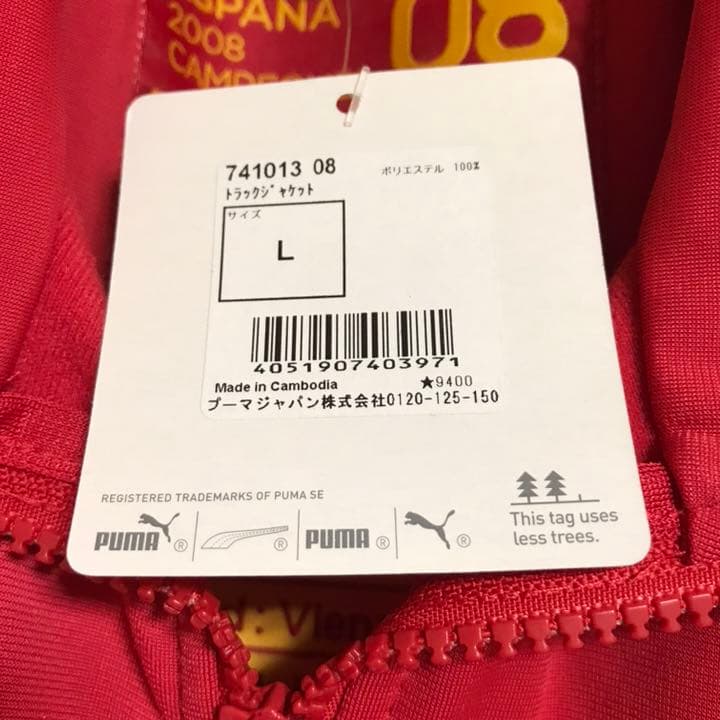 2008
08
741013 08
ポリエステル 100%
トラックジャケット
サイズ
L
4051907403971
Made in Cambodia
★9400
プーマジャパン株式会社0120-125-150
REGISTERED TRADEMARKS OF PUMA SE
PUMA ®
®
PUMA ®
®
This tag uses
less trees.